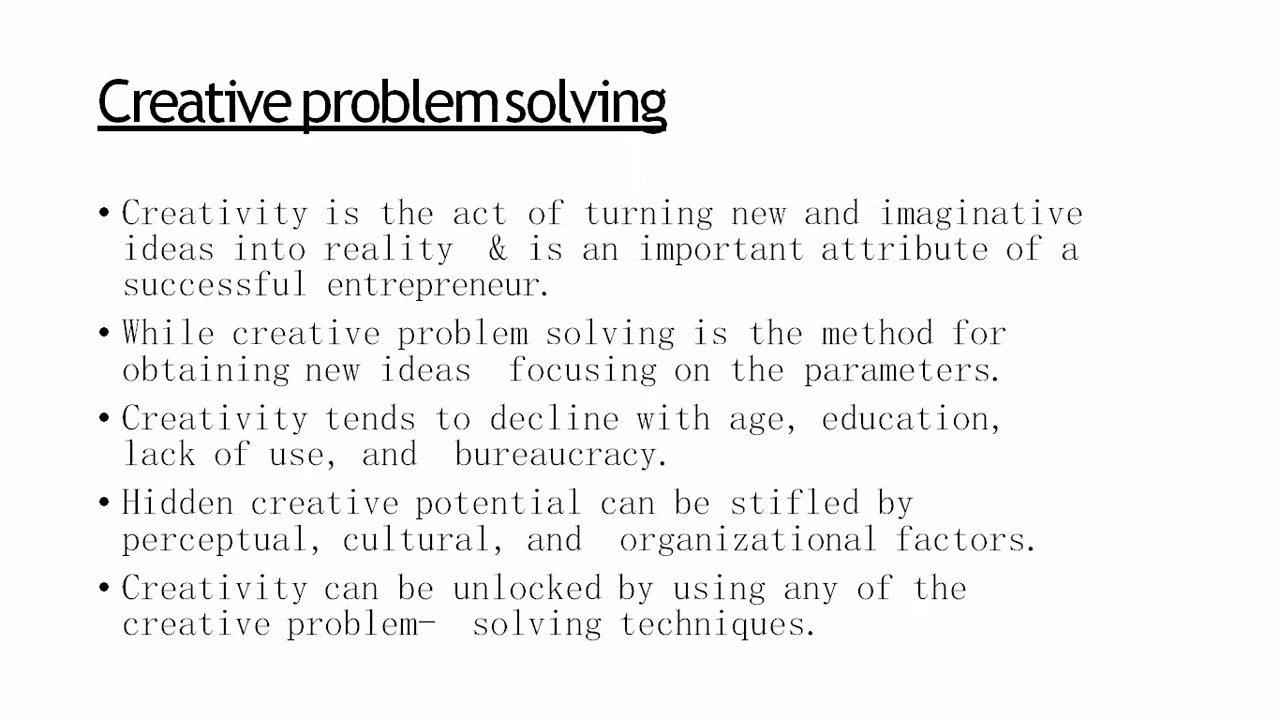 Creative problem solving
• Creativity is the act of turning new and imaginative
ideas into reality & is an important attribute of a
successful entrepreneur.
• While creative problem solving is the method for
obtaining new ideas focusing on the parameters.
• Creativity tends to decline with age, education,
lack of use, and bureaucracy.
• Hidden creative potential can be stifled by
perceptual, cultural, and organizational factors.
• Creativity can be unlocked by using any of the
creative problem- solving techniques.